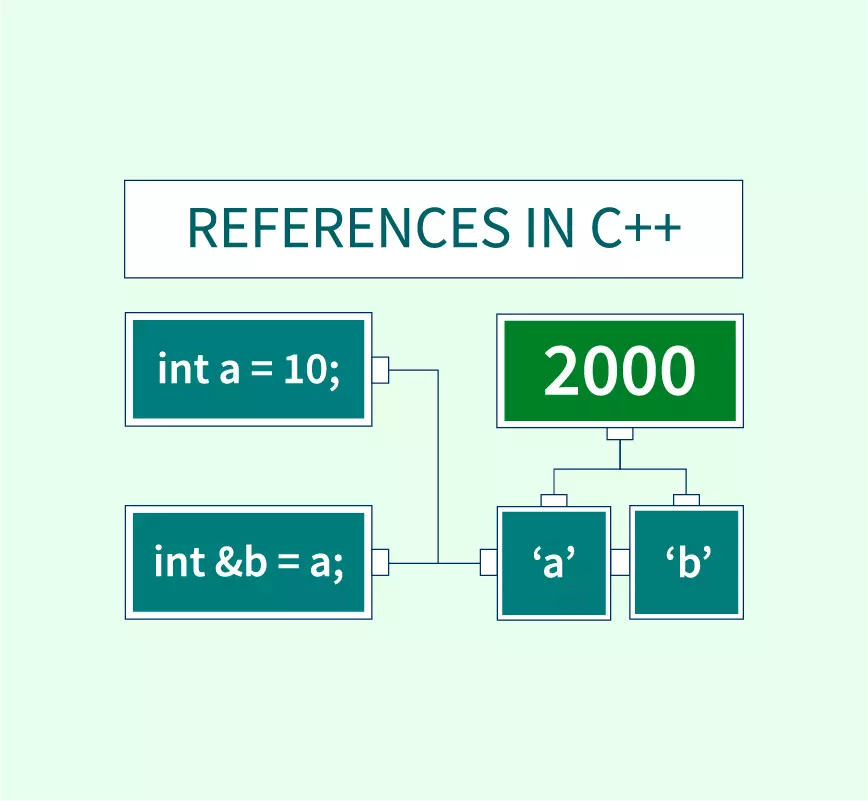 REFERENCES IN C++
int a = 10;
2000
int &b = a;
‘a’
‘b’